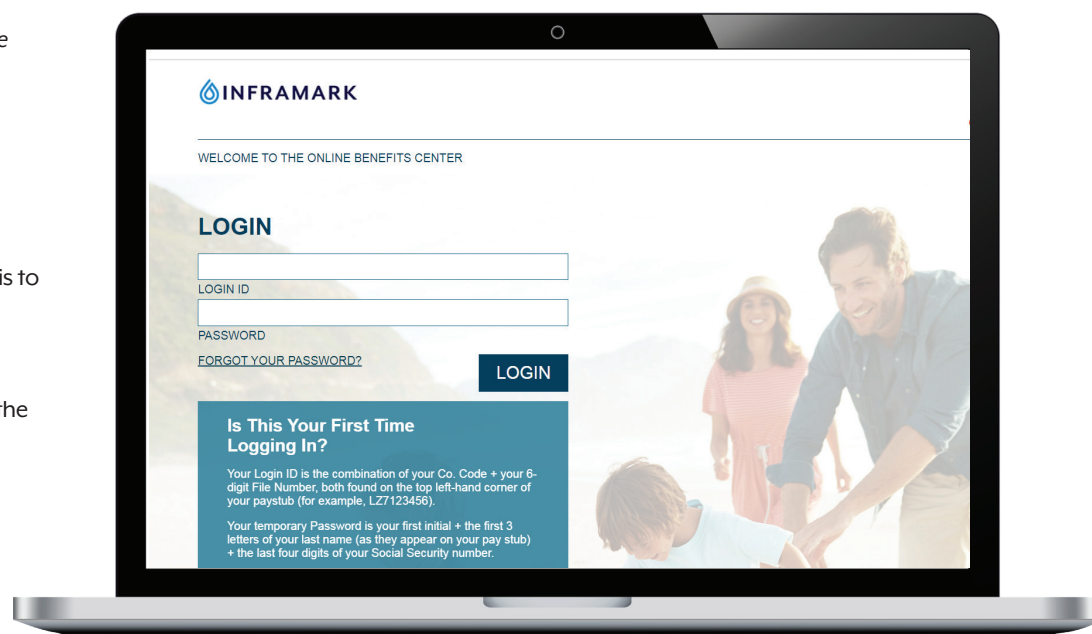 e
is to
the
INFRAMARK
WELCOME TO THE ONLINE BENEFITS CENTER
LOGIN
LOGIN ID
PASSWORD
FORGOT YOUR PASSWORD?
LOGIN
Is This Your First Time
Logging In?
Your Login ID is the combination of your Co. Code + your 6-
digit File Number, both found on the top left-hand corner of
your paystub (for example, LZ7123456).
Your temporary Password is your first initial + the first 3
letters of your last name (as they appear on your pay stub)
+ the last four digits of your Social Security number.